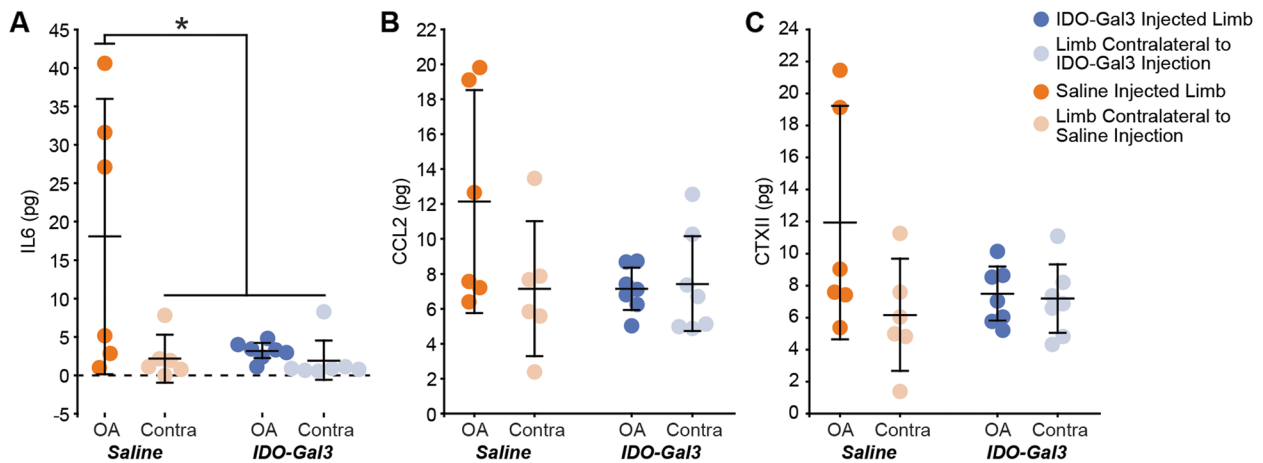 A
*
45
40
35
30
25
20
15
10
5
0
-5
IL6 (pg)
OA Contra OA Contra
Saline IDO-Gal3
B
22
20
18
16
14
12
10
8
6
4
2
0
CCL2 (pg)
OA Contra OA Contra
Saline IDO-Gal3
C
24
22
20
18
16
14
12
10
8
6
4
2
0
CTXII (pg)
OA Contra OA Contra
Saline IDO-Gal3
IDO-Gal3 Injected Limb
Limb Contralateral to
IDO-Gal3 Injection
Saline Injected Limb
Limb Contralateral to
Saline Injection